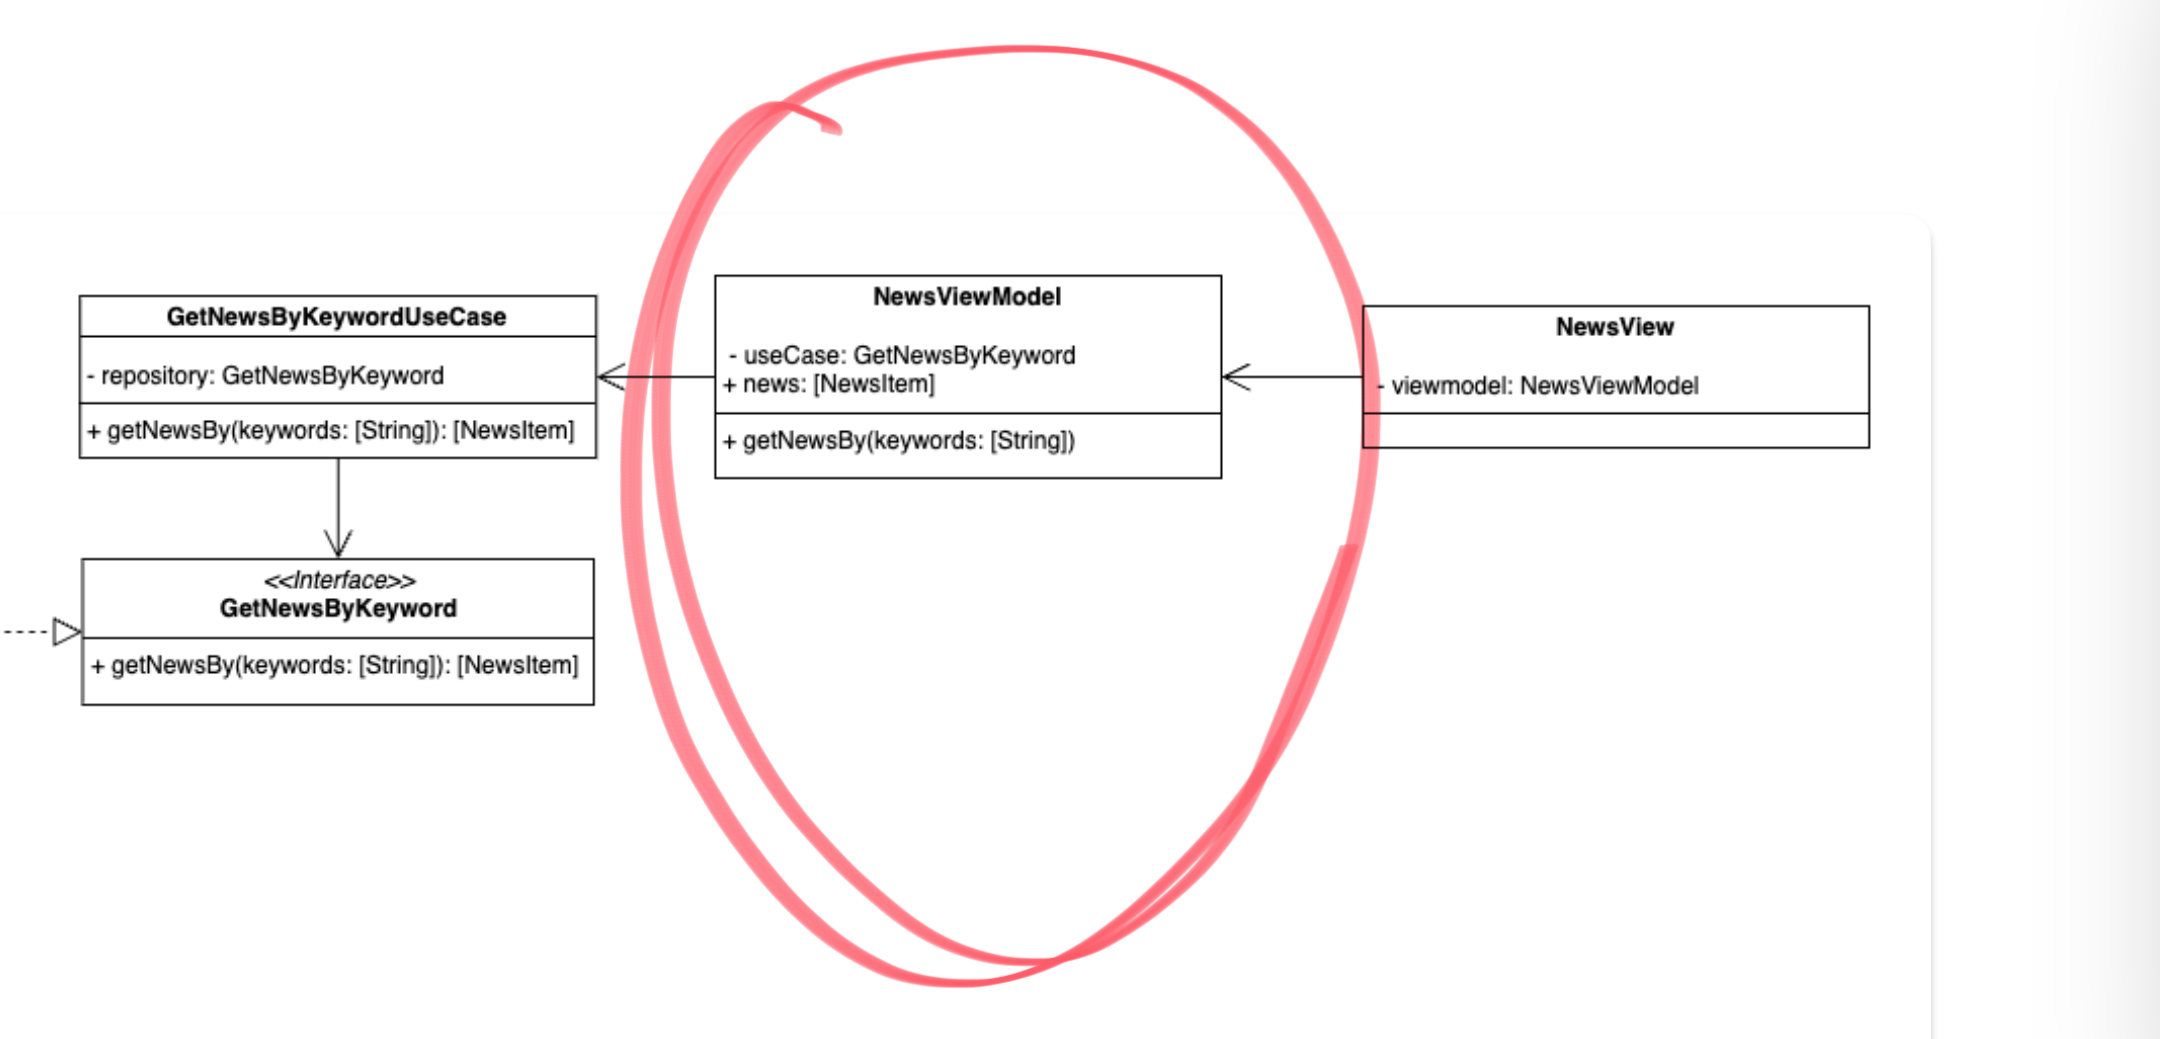 GetNewsByKeywordUseCase
- repository: GetNewsByKeyword
+ getNewsBy(keywords: [String]): [NewsItem]
<<Interface>>
GetNewsByKeyword
+ getNewsBy(keywords: [String]): [NewsItem]
NewsViewModel
- useCase: GetNewsByKeyword
+ news: [NewsItem]
+ getNewsBy(keywords: [String])
NewsView
- viewmodel: NewsViewModel